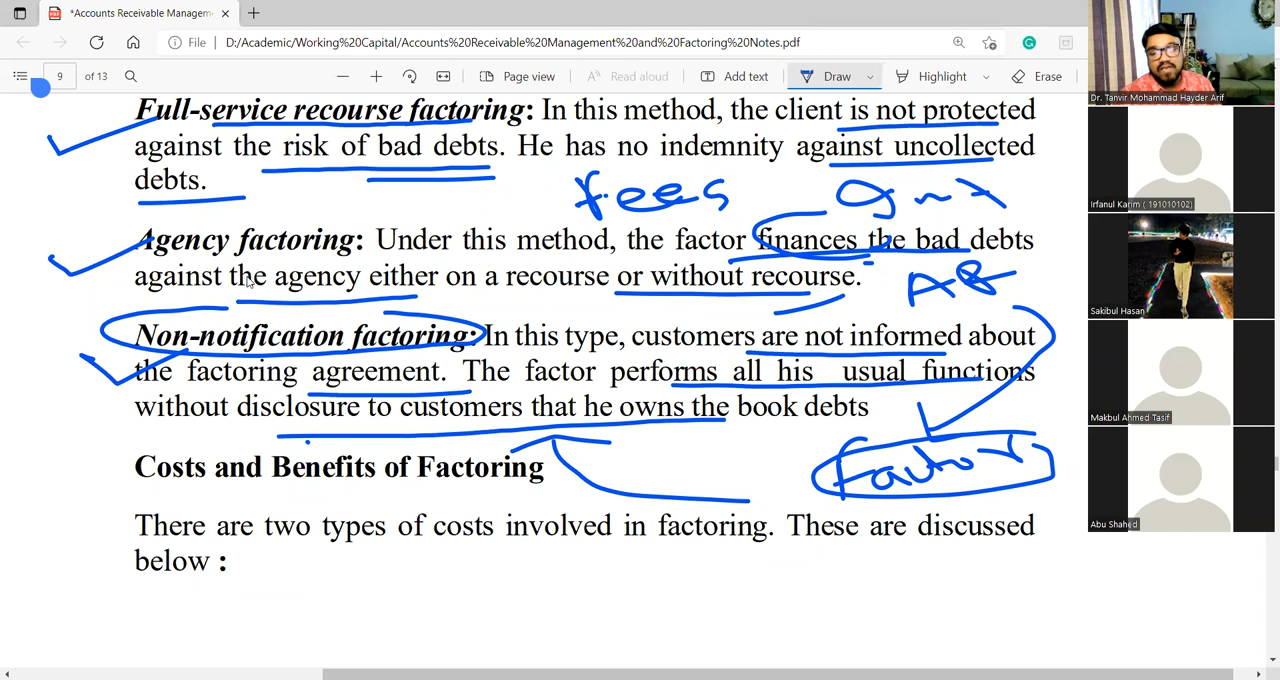 *Accounts Receivable Managem
File
D:/Academic/Working%20Capital/Accounts%20Receivable%20Management%20and%20Factoring%20Notes.pdf
9 of 13
Page view
Read aloud
Add text
Draw
Highlight
Erase
Full-service recourse factoring: In this method, the client is not protected
against the risk of bad debts. He has no indemnity against uncollected
debts.
fees
Agency factoring: Under this method, the factor finances the bad debts
against the agency either on a recourse or without recourse.
Non-notification factoring: In this type, customers are not informed about
the factoring agreement. The factor performs all his usual functions
without disclosure to customers that he owns the book debts
Factor
Costs and Benefits of Factoring
There are two types of costs involved in factoring. These are discussed
below :
Dr. Tanvir Mohammad Hayder Arif
Irfanul Karim ( 191010102)
Sakibul Hasan
Makbul Ahmed Tasif
Abu Shahed